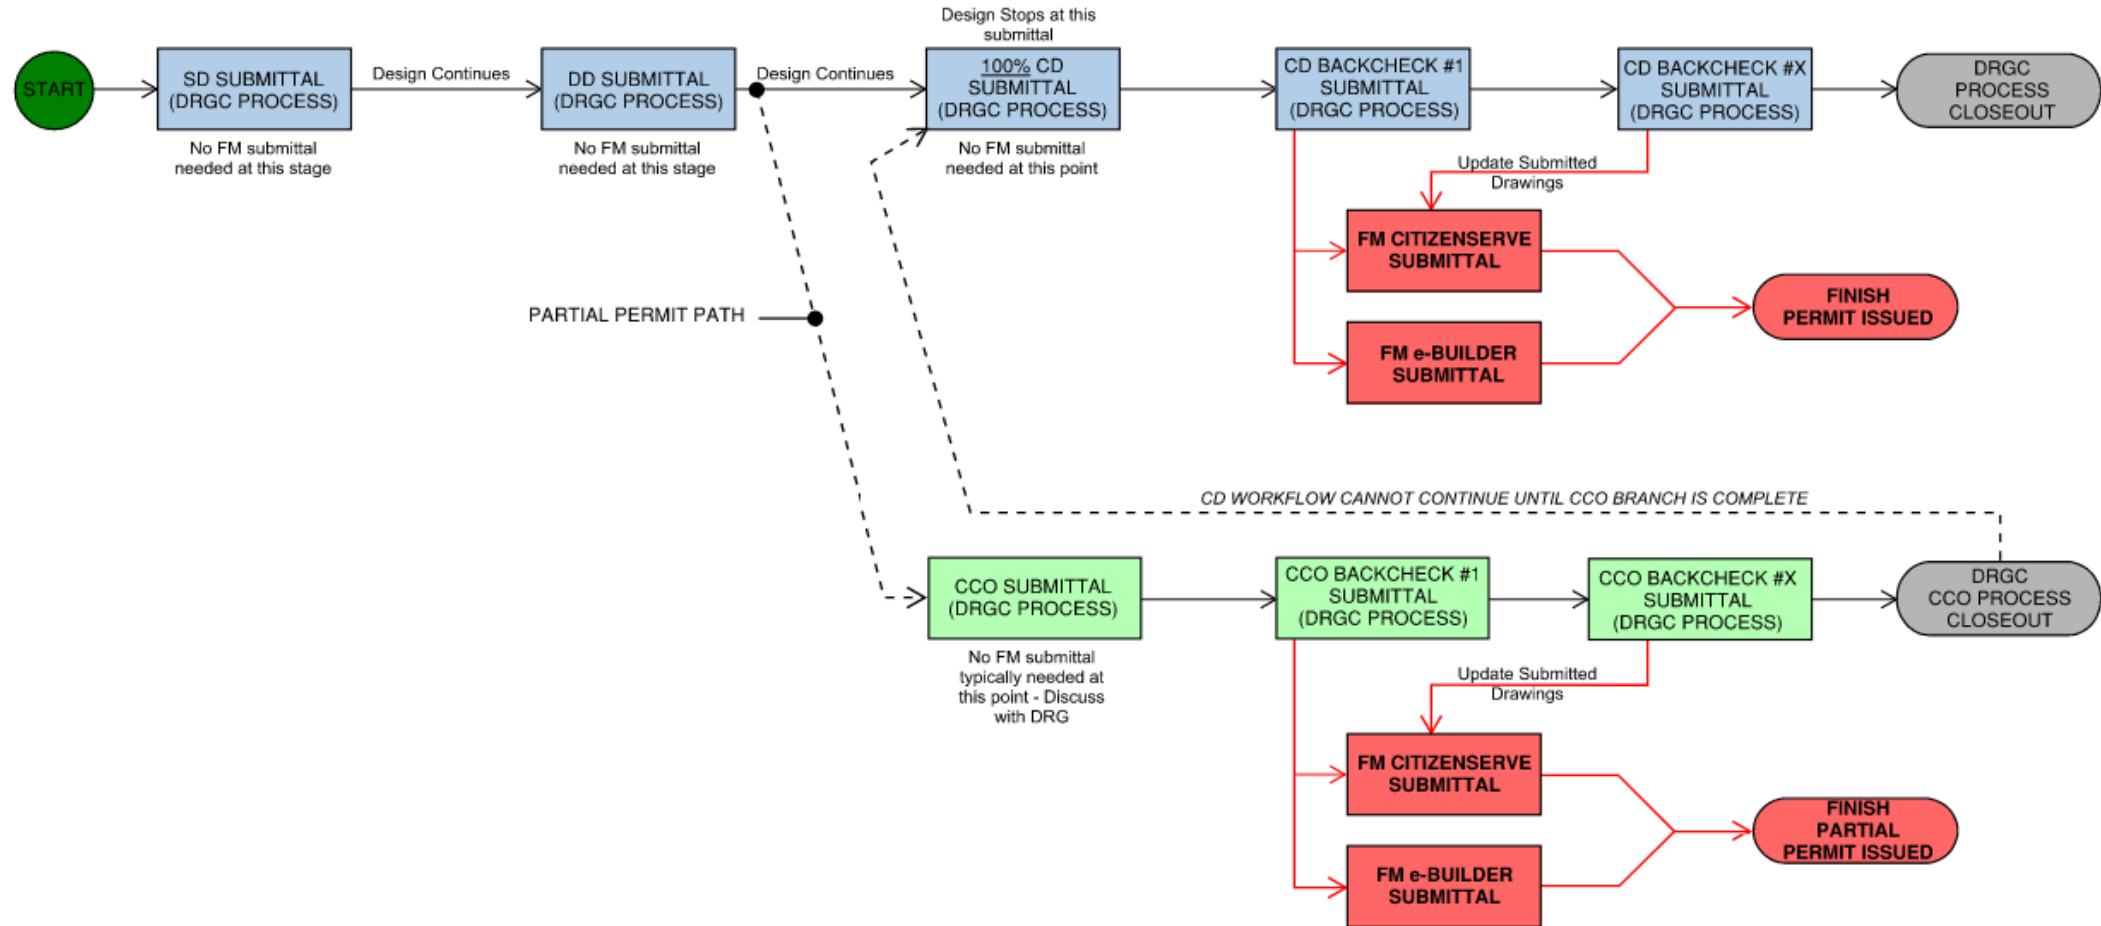 Design Stops at this
submittal
START
SD SUBMITTAL
(DRGC PROCESS)
Design Continues
DD SUBMITTAL
(DRGC PROCESS)
Design Continues
100% CD
SUBMITTAL
(DRGC PROCESS)
CD BACKCHECK #1
SUBMITTAL
(DRGC PROCESS)
CD BACKCHECK #X
SUBMITTAL
(DRGC PROCESS)
DRGC
PROCESS
CLOSEOUT
No FM submittal
needed at this stage
No FM submittal
needed at this stage
No FM submittal
needed at this point
Update Submitted
Drawings
FM CITIZENSERVE
SUBMITTAL
FM e-BUILDER
SUBMITTAL
FINISH
PERMIT ISSUED
PARTIAL PERMIT PATH
CD WORKFLOW CANNOT CONTINUE UNTIL CCO BRANCH IS COMPLETE
CCO SUBMITTAL
(DRGC PROCESS)
CCO BACKCHECK #1
SUBMITTAL
(DRGC PROCESS)
CCO BACKCHECK #X
SUBMITTAL
(DRGC PROCESS)
DRGC
CCO PROCESS
CLOSEOUT
No FM submittal
typically needed at
this point - Discuss
with DRG
Update Submitted
Drawings
FM CITIZENSERVE
SUBMITTAL
FM e-BUILDER
SUBMITTAL
FINISH
PARTIAL
PERMIT ISSUED